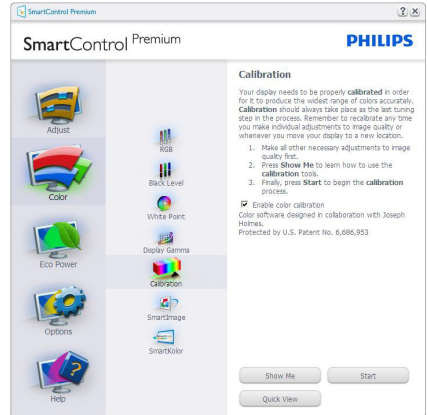 SmartControl Premium
? ×
SmartControl Premium
PHILIPS
Adjust
Color
Eco Power
Options
Help
RGB
Black Level
White Point
Display Gamma
Calibration
SmartImage
SmartKolor
Calibration
Your display needs to be properly calibrated in order
for it to produce the widest range of colors accurately.
Calibration should always take place as the last tuning
step in the process. Remember to recalibrate any time
you make individual adjustments to image quality or
whenever you move your display to a new location.
1. Make all other necessary adjustments to image
quality first.
2. Press Show Me to learn how to use the
calibration tools.
3. Finally, press Start to begin the calibration
process.
Enable color calibration
Color software designed in collaboration with Joseph
Holmes.
Protected by U.S. Patent No. 6,686,953
Show Me
Start
Quick View